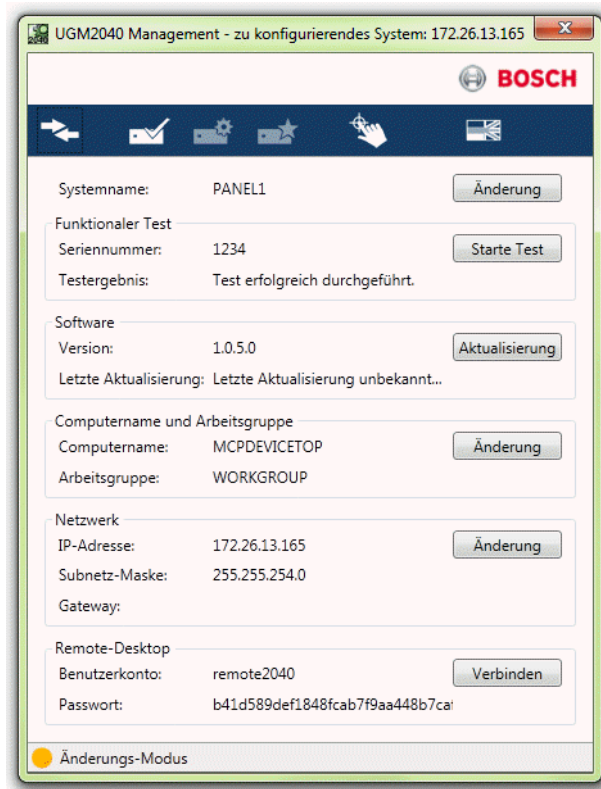 UGM2040 Management - zu konfigurierendes System: 172.26.13.165
BOSCH
Systemname: PANEL1 Änderung
Funktionaler Test
Seriennummer: 1234 Starte Test
Testergebnis: Test erfolgreich durchgeführt.
Software
Version: 1.0.5.0 Aktualisierung
Letzte Aktualisierung: Letzte Aktualisierung unbekannt...
Computername und Arbeitsgruppe
Computername: MCPDEVICETOP Änderung
Arbeitsgruppe: WORKGROUP
Netzwerk
IP-Adresse: 172.26.13.165 Änderung
Subnetz-Maske: 255.255.254.0
Gateway:
Remote-Desktop
Benutzerkonto: remote2040 Verbinden
Passwort: b41d589def1848fcab7f9aa448b7caf
Änderungs-Modus